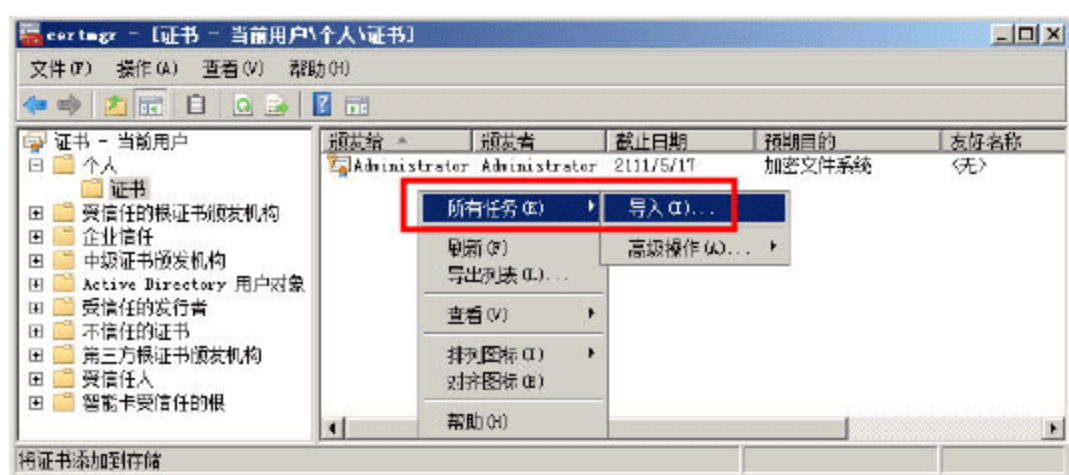 certmgr - [证书 - 当前用户\个人\证书]
文件(F) 操作(A) 查看(V) 帮助(H)
证书 - 当前用户
个人
证书
受信任的根证书颁发机构
企业信任
中级证书颁发机构
Active Directory 用户对象
受信任的发行者
不信任的证书
第三方根证书颁发机构
受信任人
智能卡受信任的根
颁发给 颁发者 截止日期 预期目的 友好名称
Administrator Administrator 2111/5/17 加密文件系统 <无>
所有任务(K)
导入(I)...
高级操作(A)...
刷新(F)
导出列表(L)...
查看(V)
排列图标(I)
对齐图标(E)
帮助(H)
将证书添加到存储